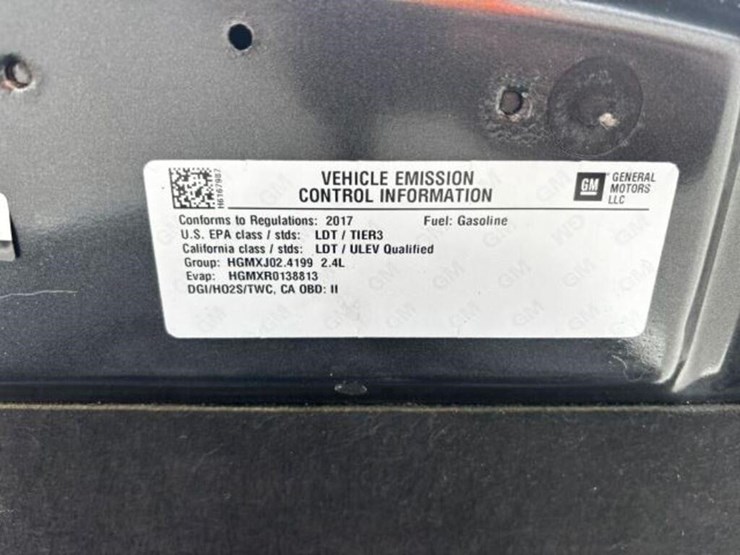 VEHICLE EMISSION
CONTROL INFORMATION
GM GENERAL
MOTORS
LLC
Conforms to Regulations: 2017 Fuel: Gasoline
U.S. EPA class / stds: LDT / TIER3
California class / stds: LDT / ULEV Qualified
Group: HGMXJ02.4199 2.4L
Evap: HGMXR0138813
DGI/HO2S/TWC, CA OBD: II